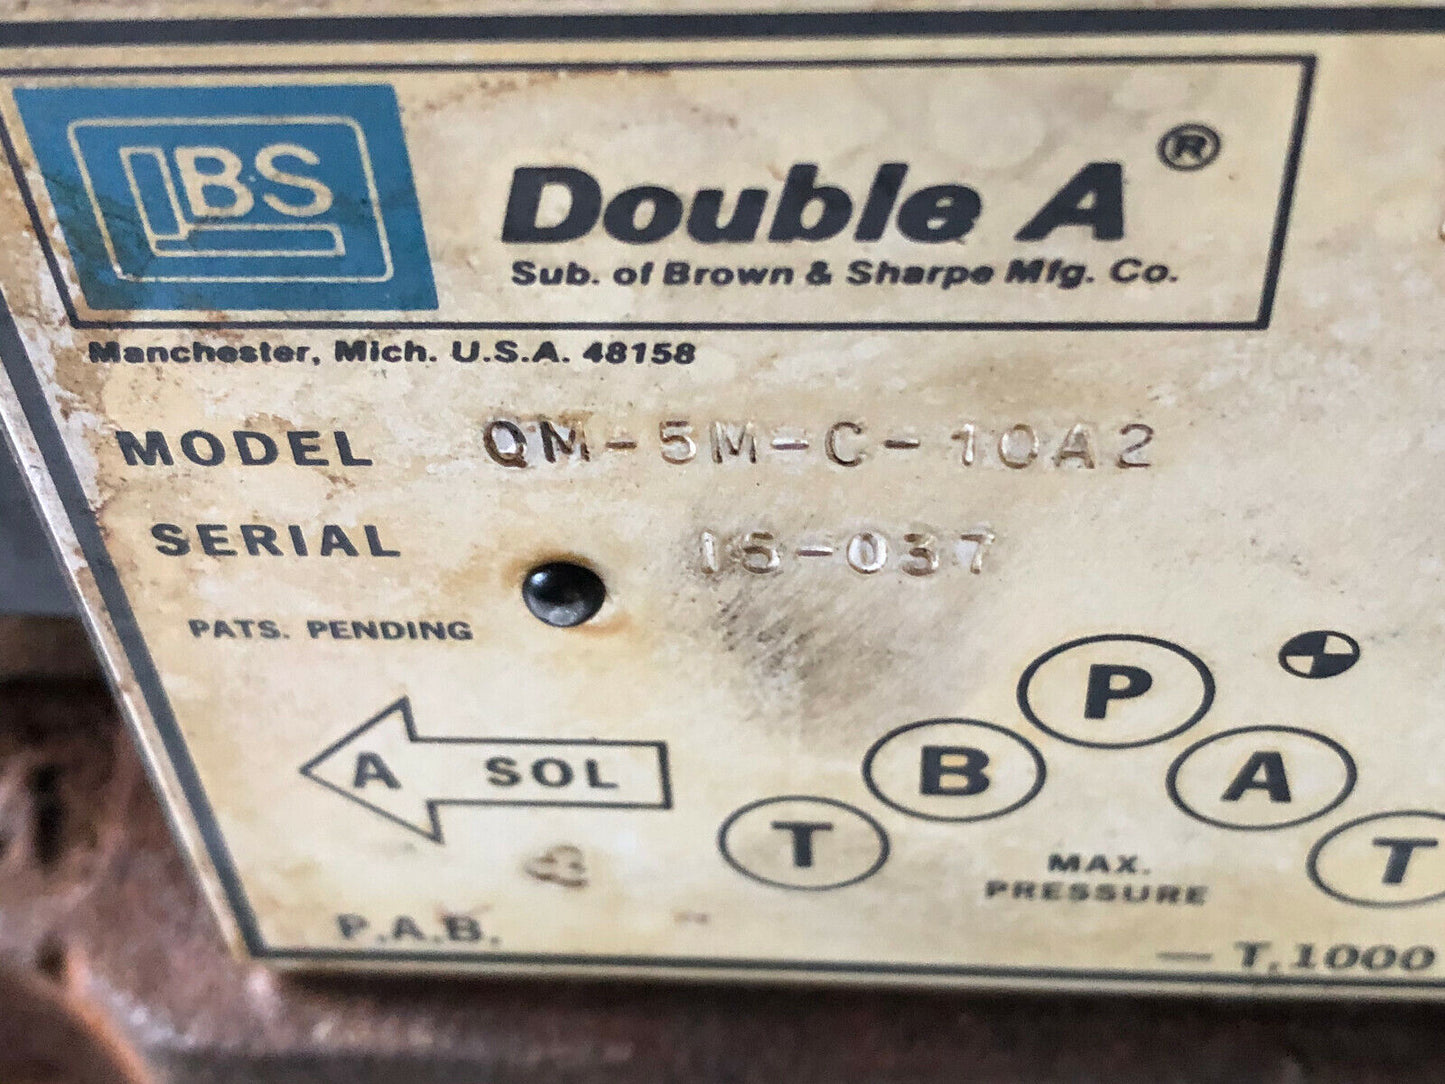 B·S
Double A ®
Sub. of Brown & Sharpe Mfg. Co.
Manchester, Mich. U.S.A. 48158
MODEL QM-5M-C-10A2
SERIAL 15-037
PATS. PENDING
A SOL
P
B A
T T
MAX.
PRESSURE
P.A.B.
— T, 1000